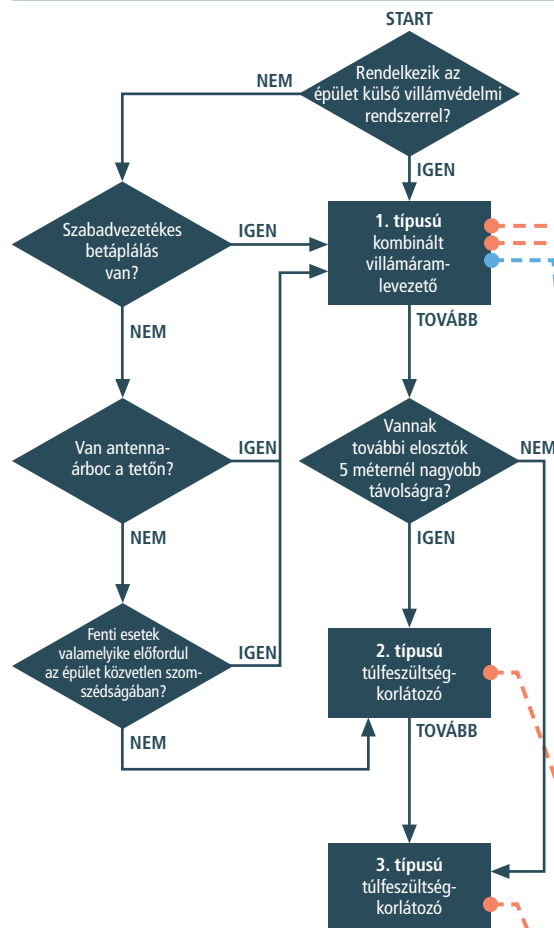 START
Rendelkezik az
épület külső villámvédelmi
rendszerrel?
NEM
IGEN
Szabadvezetékes
betáplálás
van?
IGEN
1. típusú
kombinált
villámáram-
levezető
NEM
TOVÁBB
Van antenna-
árboc a tetőn?
IGEN
Vannak
további elosztók
5 méternél nagyobb
távolságra?
NEM
NEM
IGEN
Fenti esetek
valamelyike előfordul
az épület közvetlen szom-
szédságában?
IGEN
2. típusú
túlfeszültség-
korlátozó
NEM
TOVÁBB
3. típusú
túlfeszültség-
korlátozó